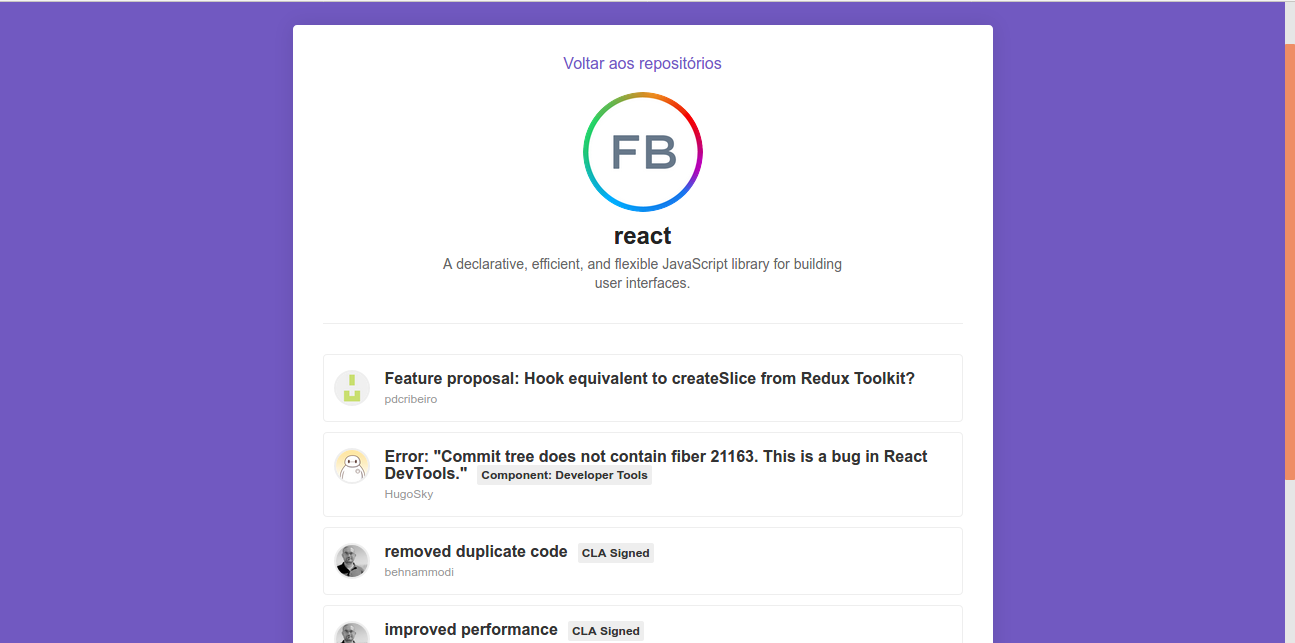 Voltar aos repositórios
FB
react
A declarative, efficient, and flexible JavaScript library for building
user interfaces.
Feature proposal: Hook equivalent to createSlice from Redux Toolkit?
pdcribeiro
Error: "Commit tree does not contain fiber 21163. This is a bug in React
DevTools." Component: Developer Tools
HugoSky
removed duplicate code CLA Signed
behnammodi
improved performance CLA Signed